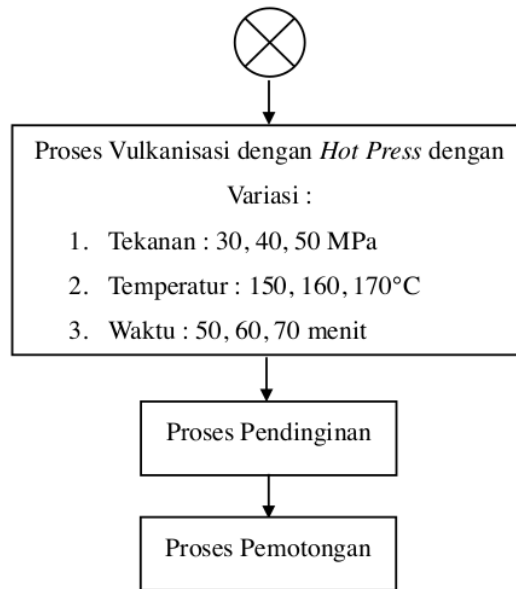 Proses Vulkanisasi dengan Hot Press dengan
Variasi :
1. Tekanan : 30, 40, 50 MPa
2. Temperatur : 150, 160, 170°C
3. Waktu : 50, 60, 70 menit
Proses Pendinginan
Proses Pemotongan